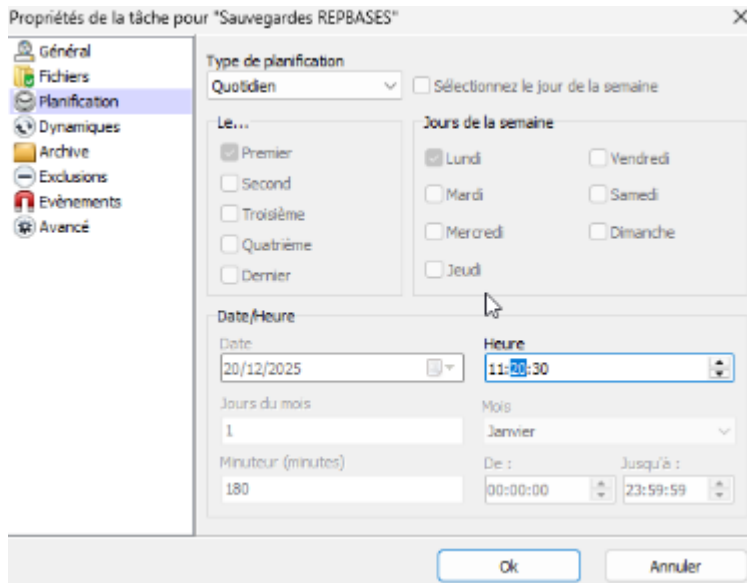 Propriétés de la tâche pour "Sauvegardes REPBASES"
Général
Fichiers
Planification
Dynamiques
Archive
Exclusions
Evènements
Avancé
Type de planification
Quotidien
Sélectionnez le jour de la semaine
Le...
Premier
Second
Troisième
Quatrième
Dernier
Jours de la semaine
Lundi
Vendredi
Mardi
Samedi
Mercredi
Dimanche
Jeudi
Date/Heure
Date
Heure
20/12/2025
11:20:30
Jours du mois
Mois
1
Janvier
Minuteur (minutes)
De :
Jusqu'à :
180
00:00:00
23:59:59
Ok
Annuler